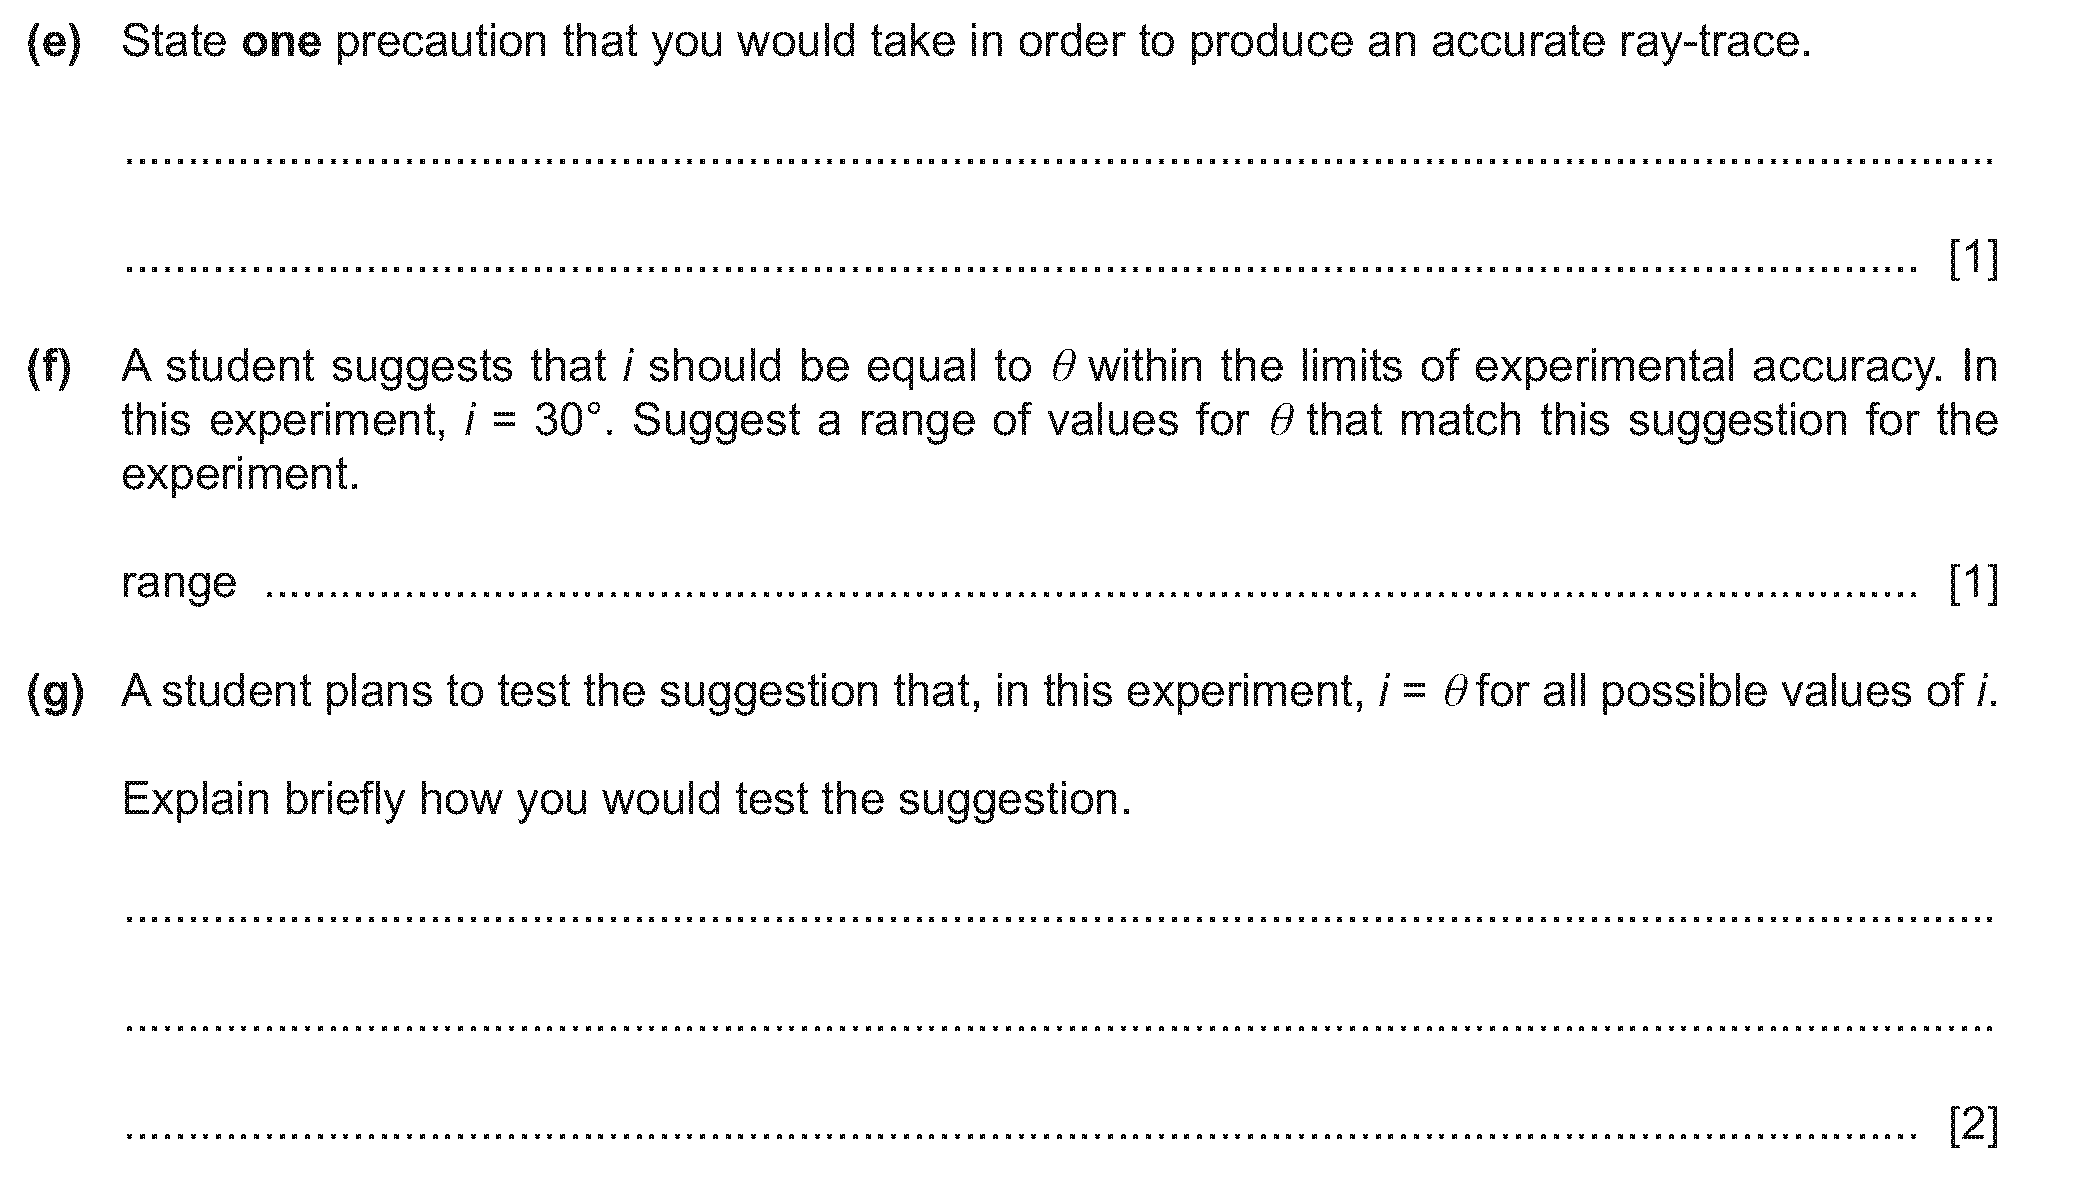 (e) State one precaution that you would take in order to produce an accurate ray-trace.
..........................................................................................................................................................
.................................................................................................................................................... [1]
(f) A student suggests that i should be equal to θ within the limits of experimental accuracy. In
this experiment, i = 30°. Suggest a range of values for θ that match this suggestion for the
experiment.
range ........................................................................................................................................ [1]
(g) A student plans to test the suggestion that, in this experiment, i = θ for all possible values of i.
Explain briefly how you would test the suggestion.
..........................................................................................................................................................
..........................................................................................................................................................
.................................................................................................................................................... [2]